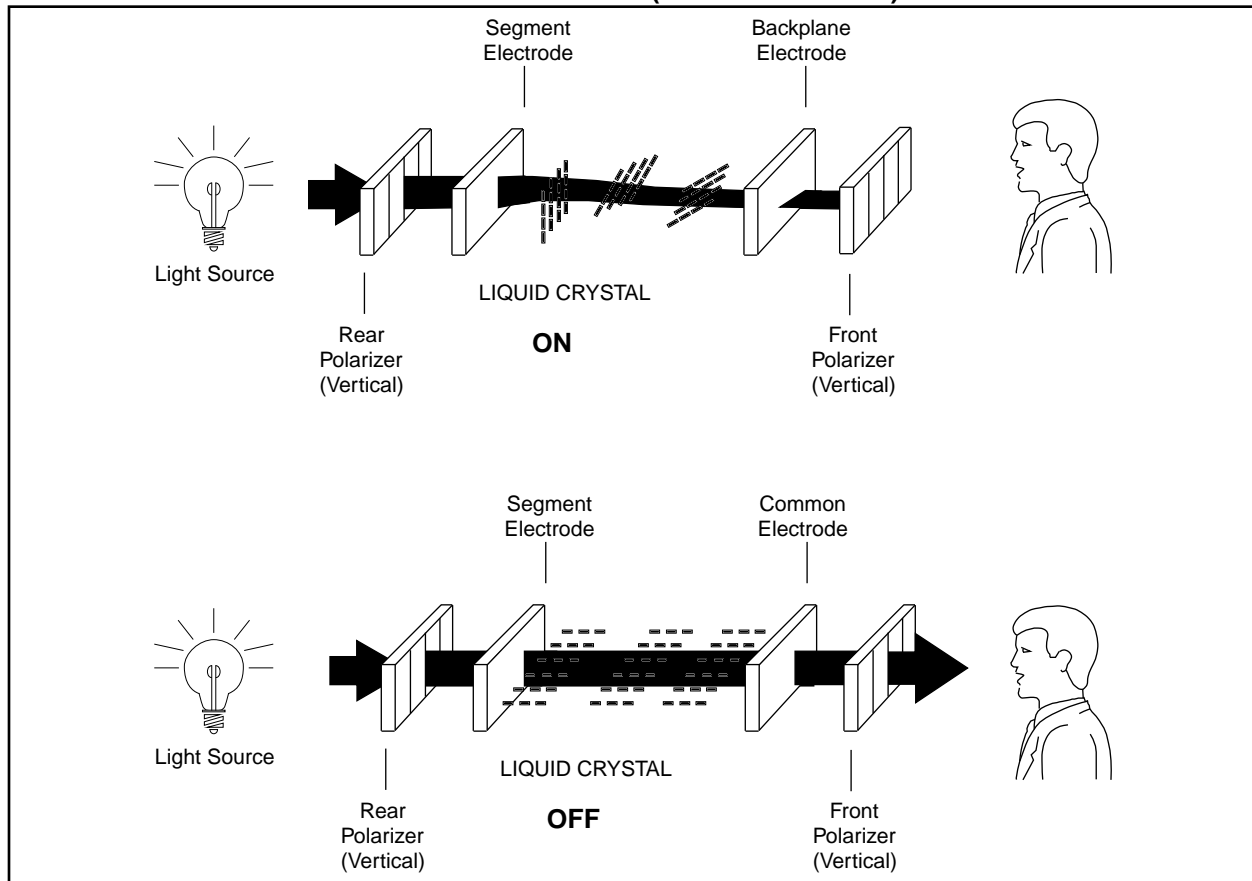 Segment
Electrode
Backplane
Electrode
Light Source
LIQUID CRYSTAL
Rear
Polarizer
(Vertical)
ON
Front
Polarizer
(Vertical)
Segment
Electrode
Common
Electrode
Light Source
LIQUID CRYSTAL
Rear
Polarizer
(Vertical)
OFF
Front
Polarizer
(Vertical)